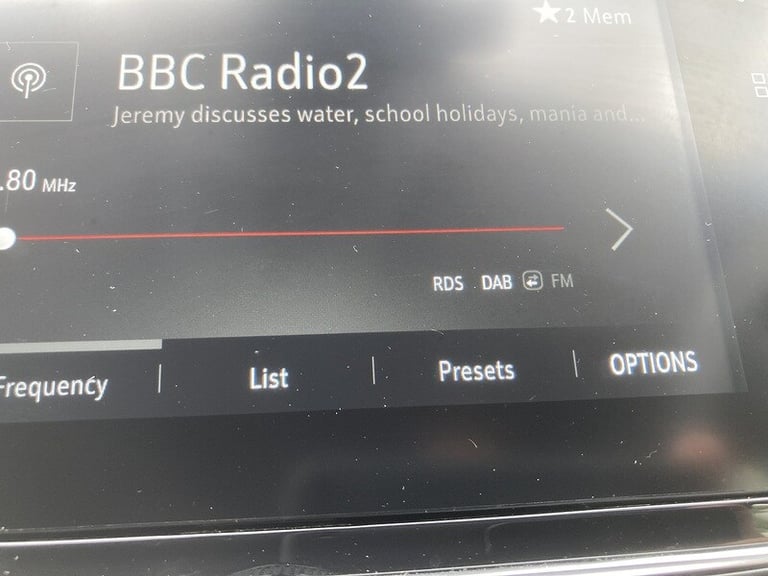 ★2 Mem
BBC Radio2
Jeremy discusses water, school holidays, mania and...
.80 MHz
RDS DAB FM
Frequency List Presets OPTIONS